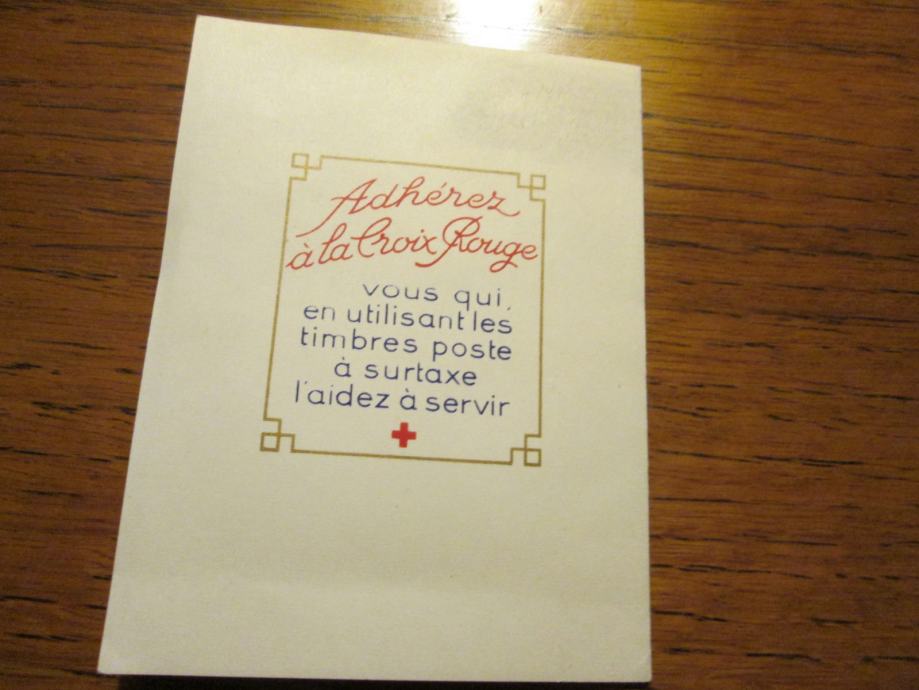 Adhérez
à la Croix Rouge
vous qui,
en utilisant les
timbres poste
à surtaxe
l'aidez à servir